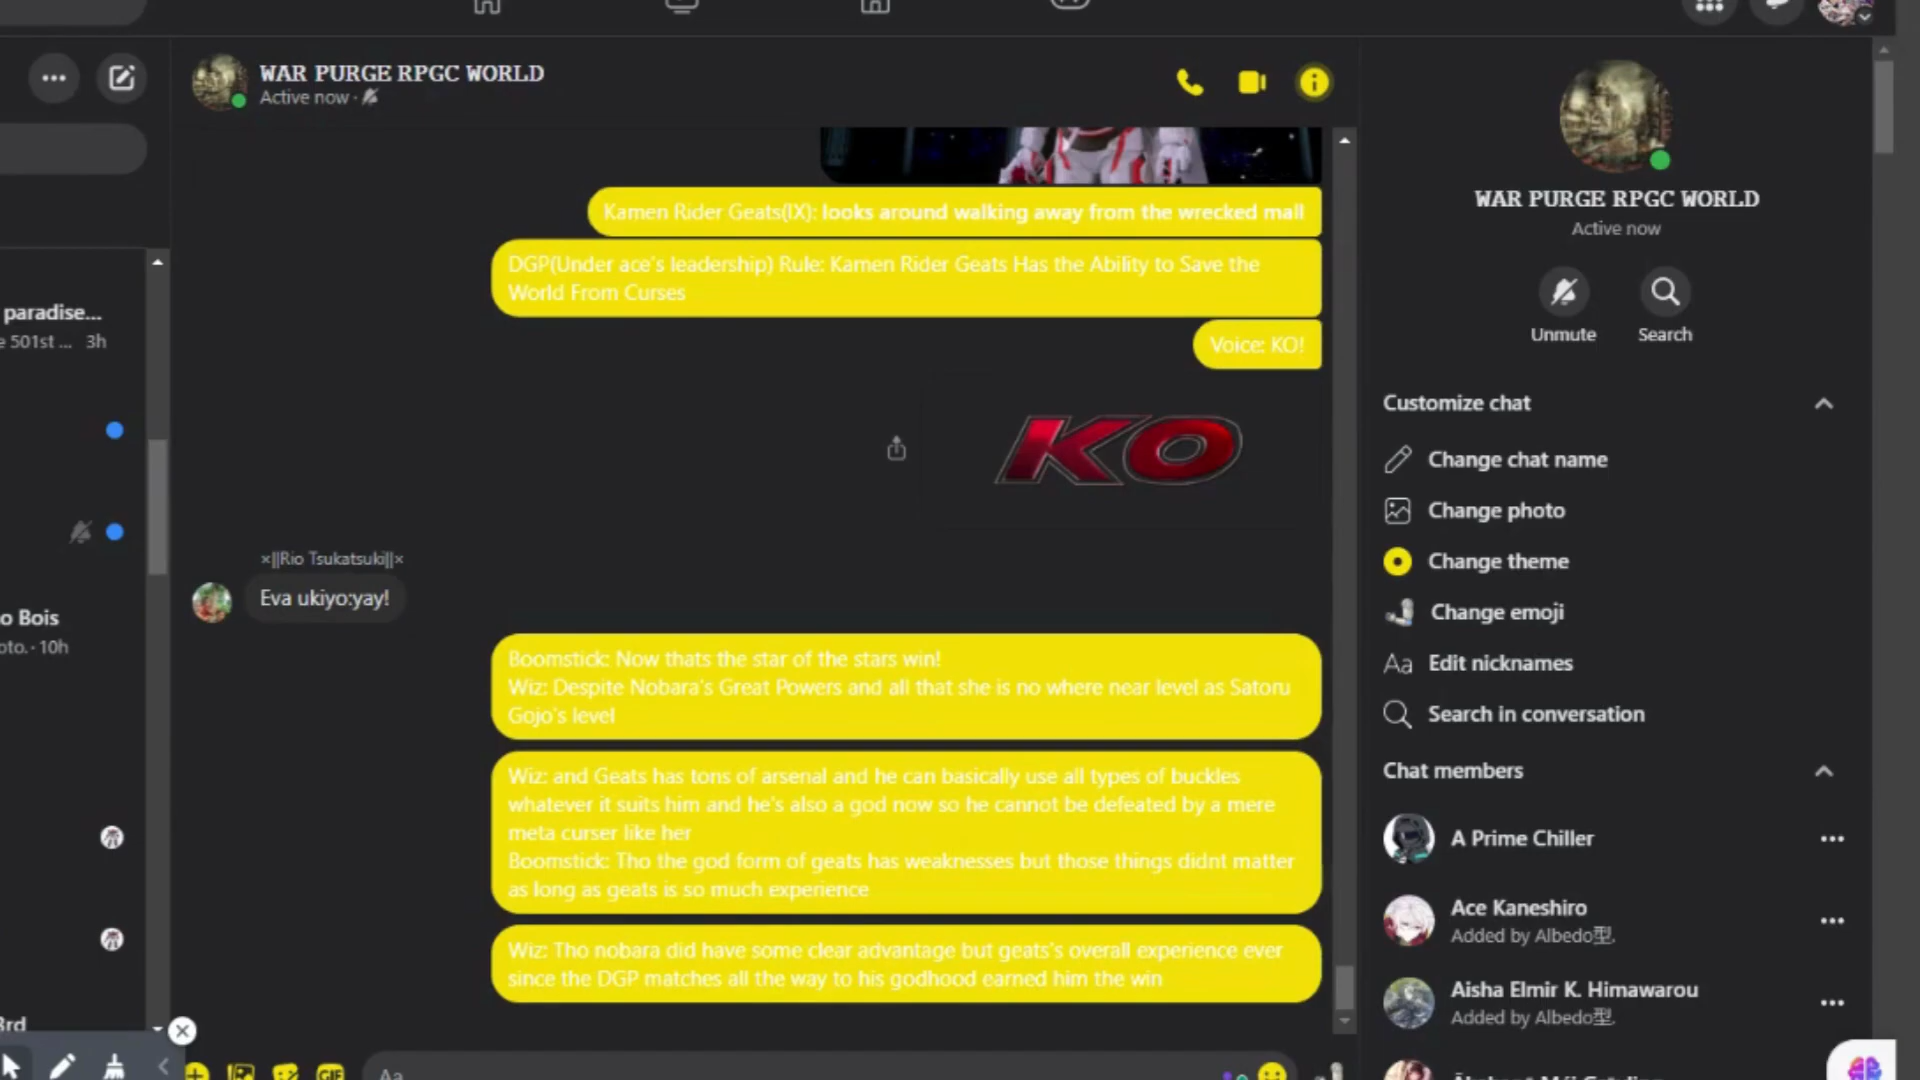 WAR PURGE RPGC WORLD
Active now ·
paradise...
e 501st ... 3h
o Bois
oto. · 10h
3rd
Kamen Rider Geats(IX): looks around walking away from the wrecked mall
DGP(Under ace's leadership) Rule: Kamen Rider Geats Has the Ability to Save the
World From Curses
Voice: KO!
KO
×||Rio Tsukatsuki||×
Eva ukiyo:yay!
Boomstick: Now thats the star of the stars win!
Wiz: Despite Nobara's Great Powers and all that she is no where near level as Satoru
Gojo's level
Wiz: and Geats has tons of arsenal and he can basically use all types of buckles
whatever it suits him and he's also a god now so he cannot be defeated by a mere
meta curser like her
Boomstick: Tho the god form of geats has weaknesses but those things didnt matter
as long as geats is so much experience
Wiz: Tho nobara did have some clear advantage but geats's overall experience ever
since the DGP matches all the way to his godhood earned him the win
GIF
Aa
WAR PURGE RPGC WORLD
Active now
Unmute
Search
Customize chat
Change chat name
Change photo
Change theme
Change emoji
Aa Edit nicknames
Search in conversation
Chat members
A Prime Chiller
Ace Kaneshiro
Added by Albedo型.
Aisha Elmir K. Himawarou
Added by Albedo型.